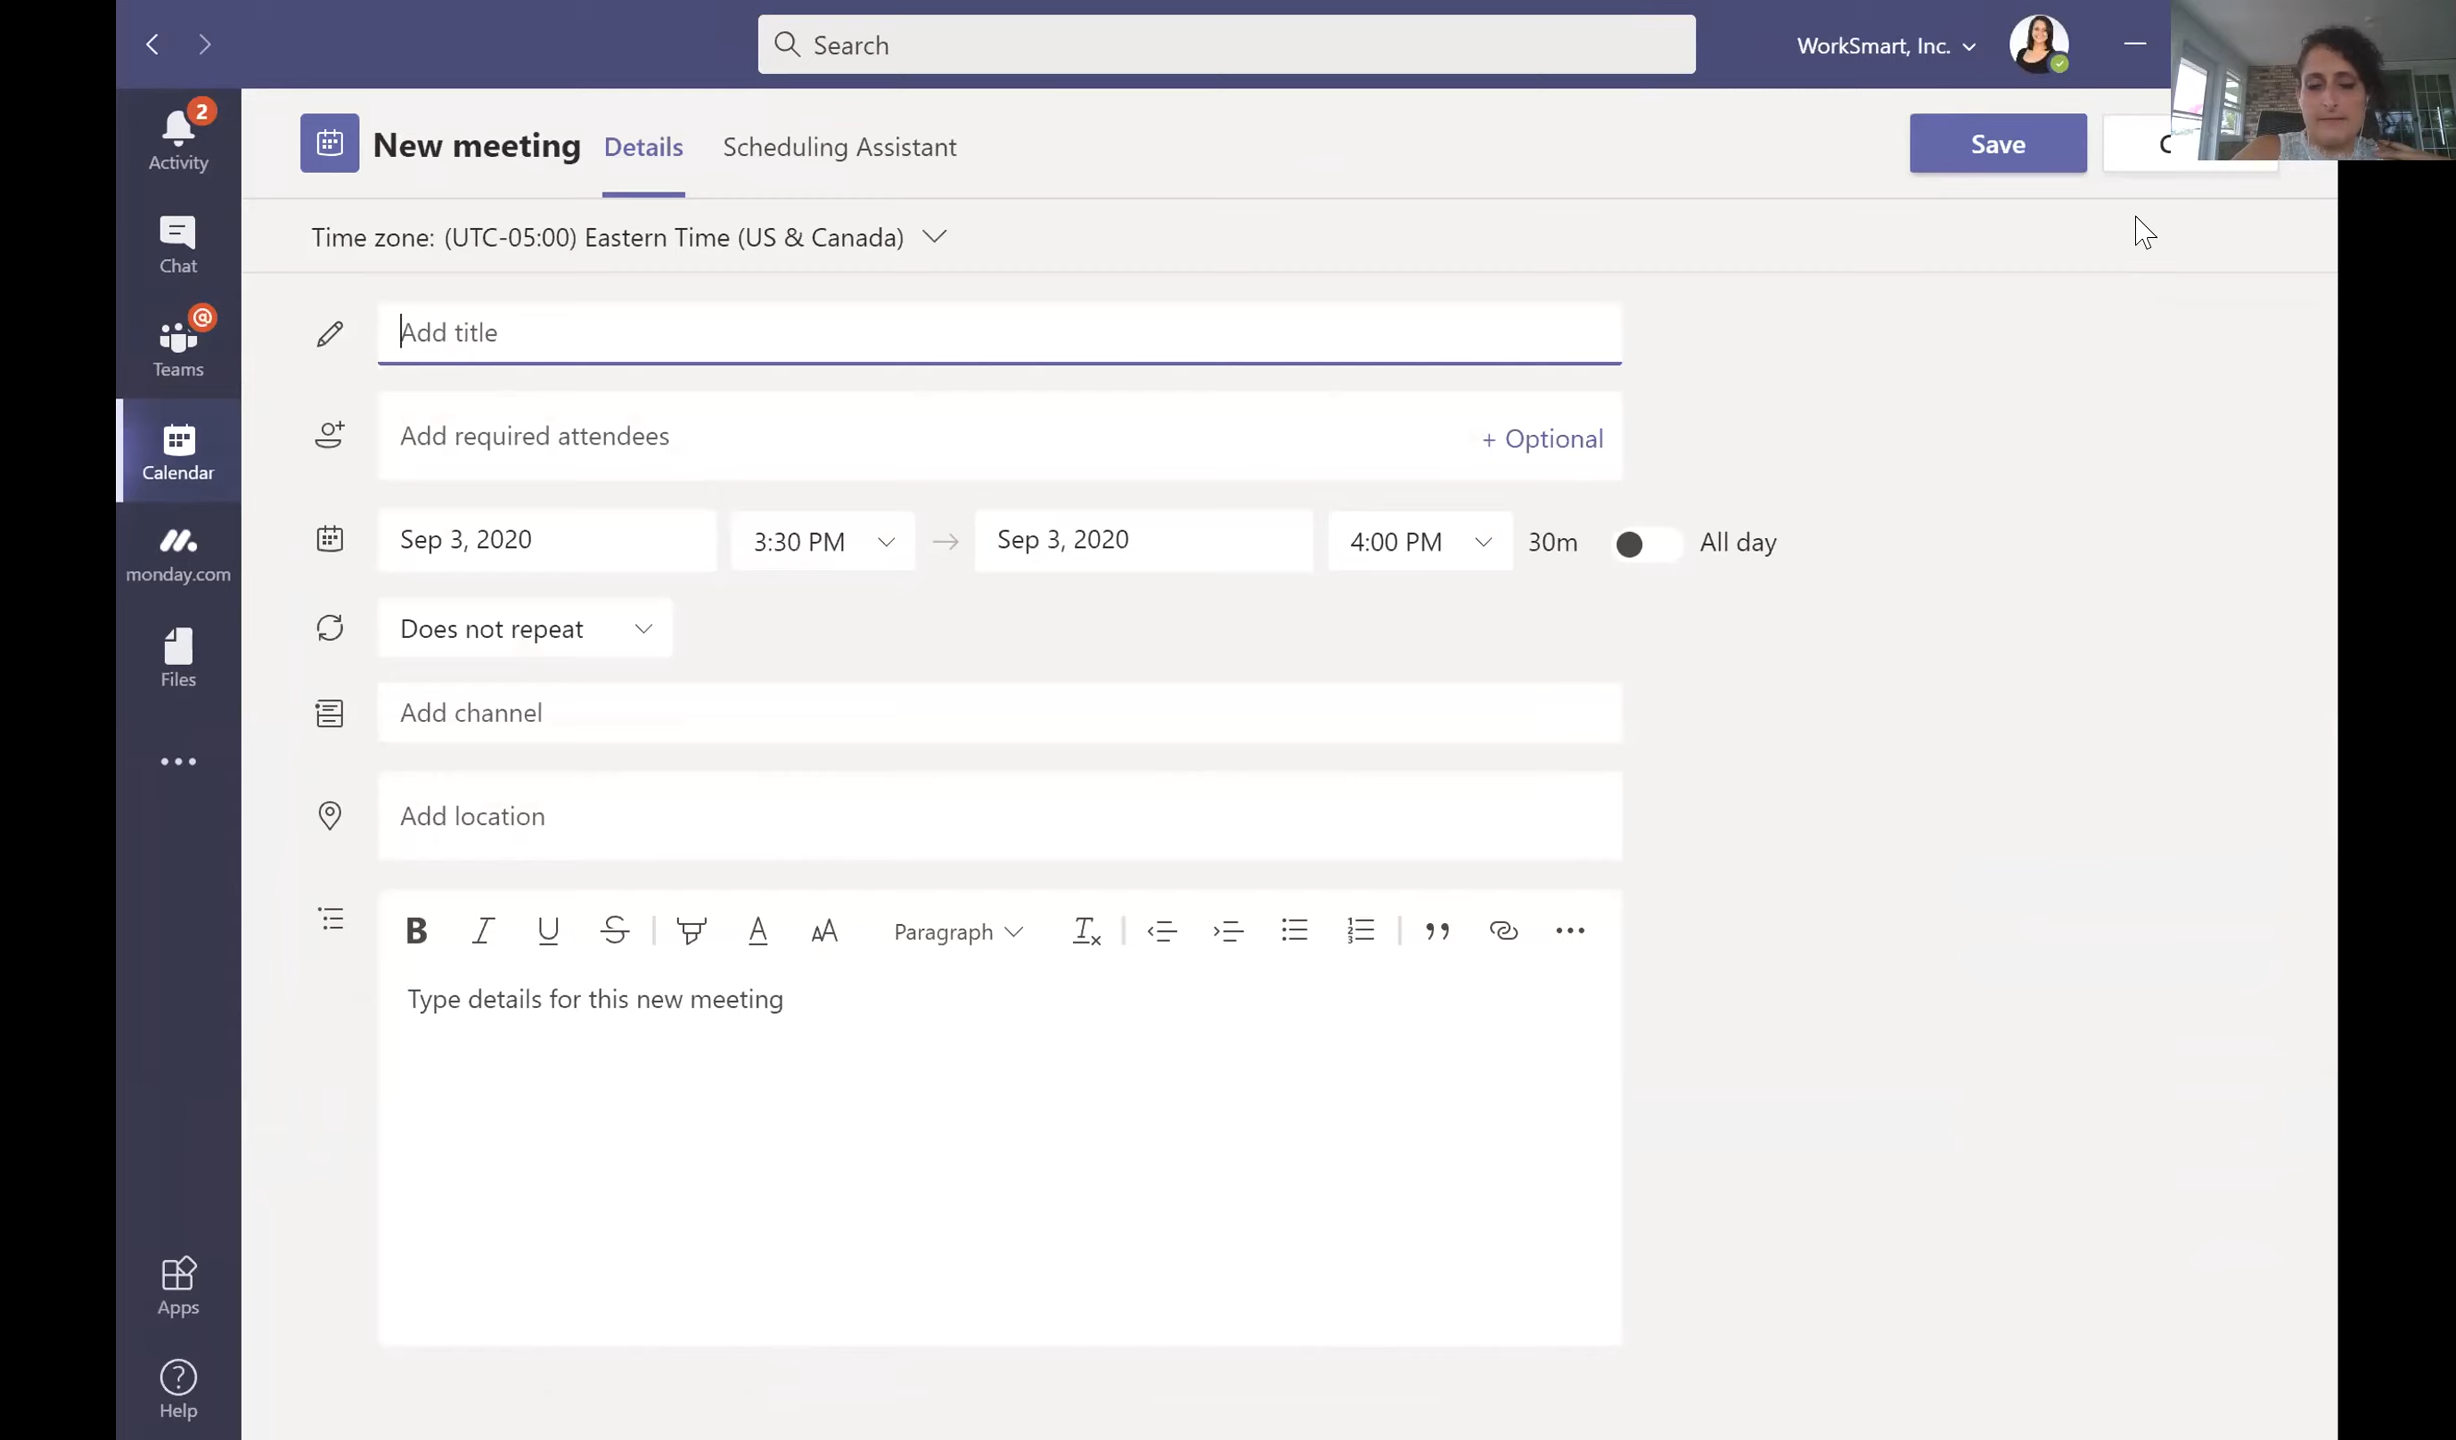 Search
WorkSmart, Inc.
2
Activity
New meeting
Details
Scheduling Assistant
Save
Chat
Time zone: (UTC-05:00) Eastern Time (US & Canada)
@
Teams
Add title
Add required attendees
+ Optional
Calendar
Sep 3, 2020
3:30 PM
Sep 3, 2020
4:00 PM
30m
All day
monday.com
Does not repeat
Files
Add channel
Add location
B I U S A AA Paragraph
Type details for this new meeting
Apps
Help